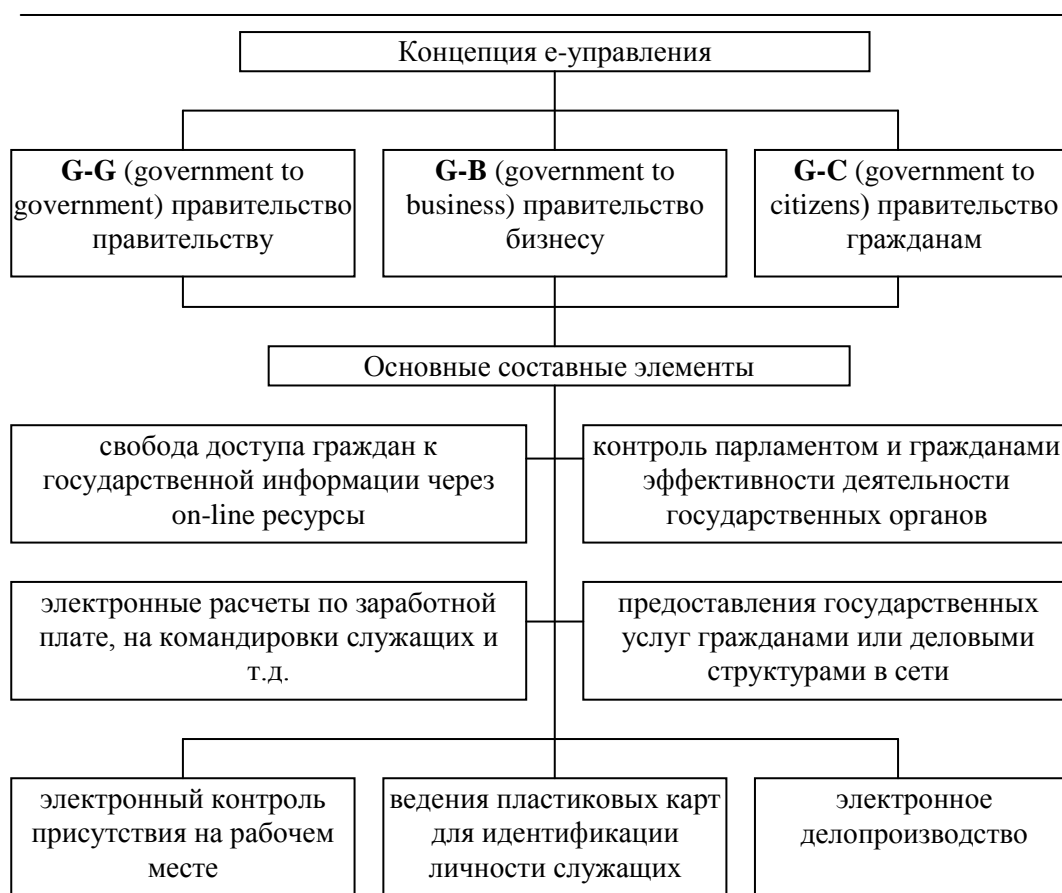 Концепция е-управления
G-G (government to
government) правительство
правительству
G-B (government to
business) правительство
бизнесу
G-C (government to
citizens) правительство
гражданам
Основные составные элементы
свобода доступа граждан к
государственной информации через
on-line ресурсы
контроль парламентом и гражданами
эффективности деятельности
государственных органов
электронные расчеты по заработной
плате, на командировки служащих и
т.д.
предоставления государственных
услуг гражданами или деловыми
структурами в сети
электронный контроль
присутствия на рабочем
месте
ведения пластиковых карт
для идентификации
личности служащих
электронное
делопроизводство